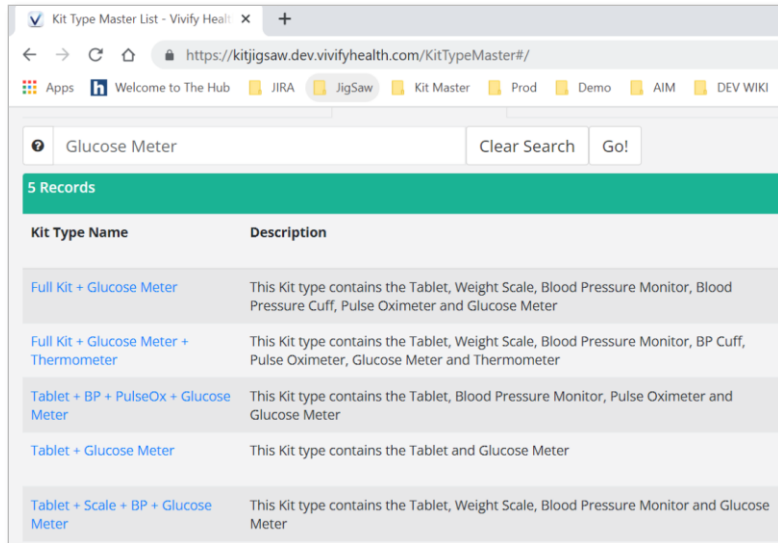 Kit Type Master List - Vivify Healt
https://kitjigsaw.dev.vivifyhealth.com/KitTypeMaster#/
Apps Welcome to The Hub JIRA JigSaw Kit Master Prod Demo AIM DEV WIKI
Glucose Meter Clear Search Go!
5 Records
Kit Type Name Description
Full Kit + Glucose Meter This Kit type contains the Tablet, Weight Scale, Blood Pressure Monitor, Blood
Pressure Cuff, Pulse Oximeter and Glucose Meter
Full Kit + Glucose Meter + This Kit type contains the Tablet, Weight Scale, Blood Pressure Monitor, BP Cuff,
Thermometer Pulse Oximeter, Glucose Meter and Thermometer
Tablet + BP + PulseOx + Glucose This Kit type contains the Tablet, Blood Pressure Monitor, Pulse Oximeter and
Meter Glucose Meter
Tablet + Glucose Meter This Kit type contains the Tablet and Glucose Meter
Tablet + Scale + BP + Glucose This Kit type contains the Tablet, Weight Scale, Blood Pressure Monitor and Glucose
Meter Meter